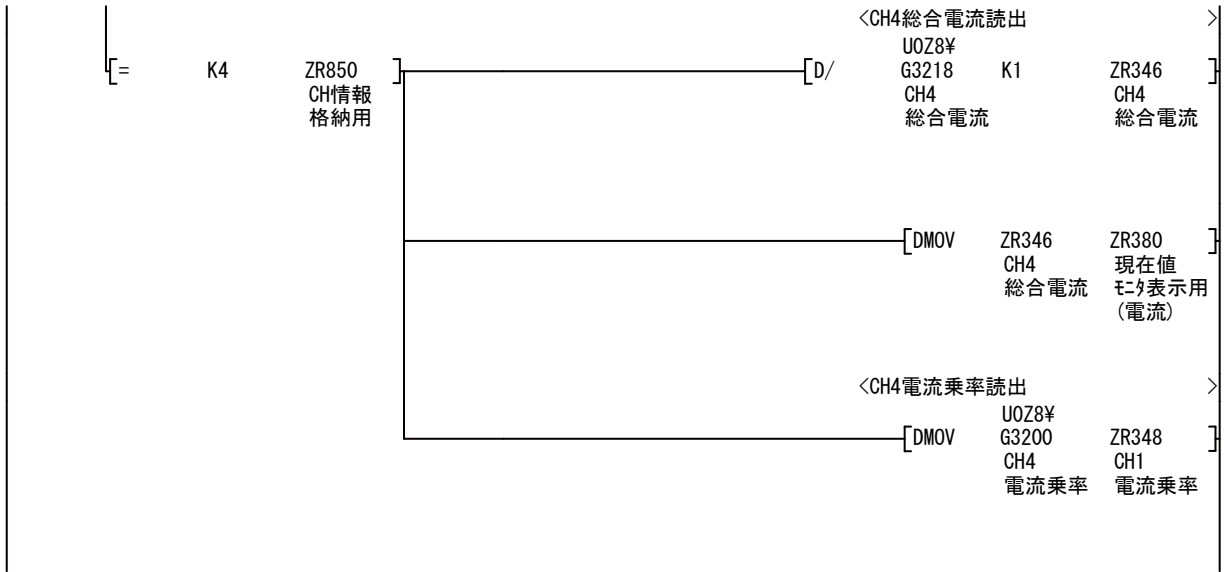 <CH4総合電流読出 >
U0Z8¥
[= K4 ZR850 ] [D/ G3218 K1 ZR346 ]
CH情報 CH4 CH4
格納用 総合電流 総合電流
[DMOV ZR346 ZR380 ]
CH4 現在値
総合電流 ﾓﾆﾀ表示用
(電流)
<CH4電流乗率読出 >
U0Z8¥
[DMOV G3200 ZR348 ]
CH4 CH1
電流乗率 電流乗率